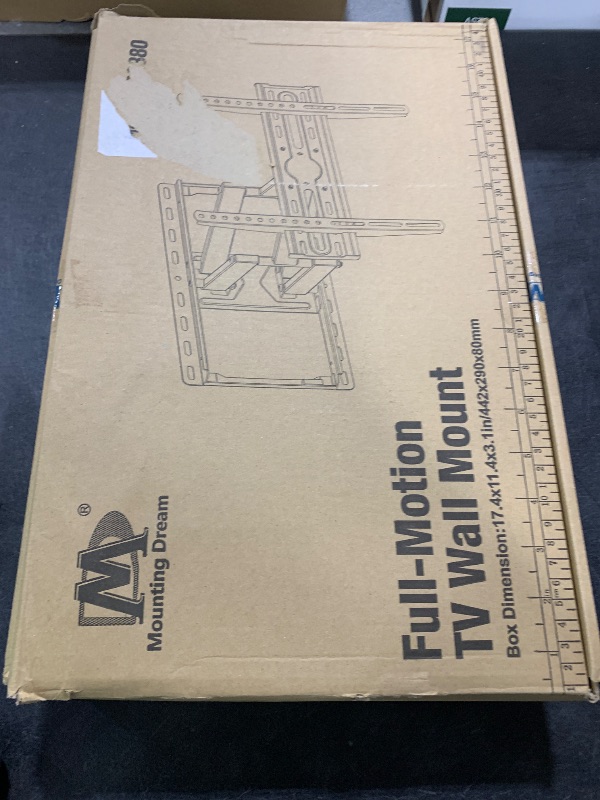 380
M®
Mounting Dream
Full-Motion
TV Wall Mount
Box Dimension:17.4x11.4x3.1in/442x290x80mm